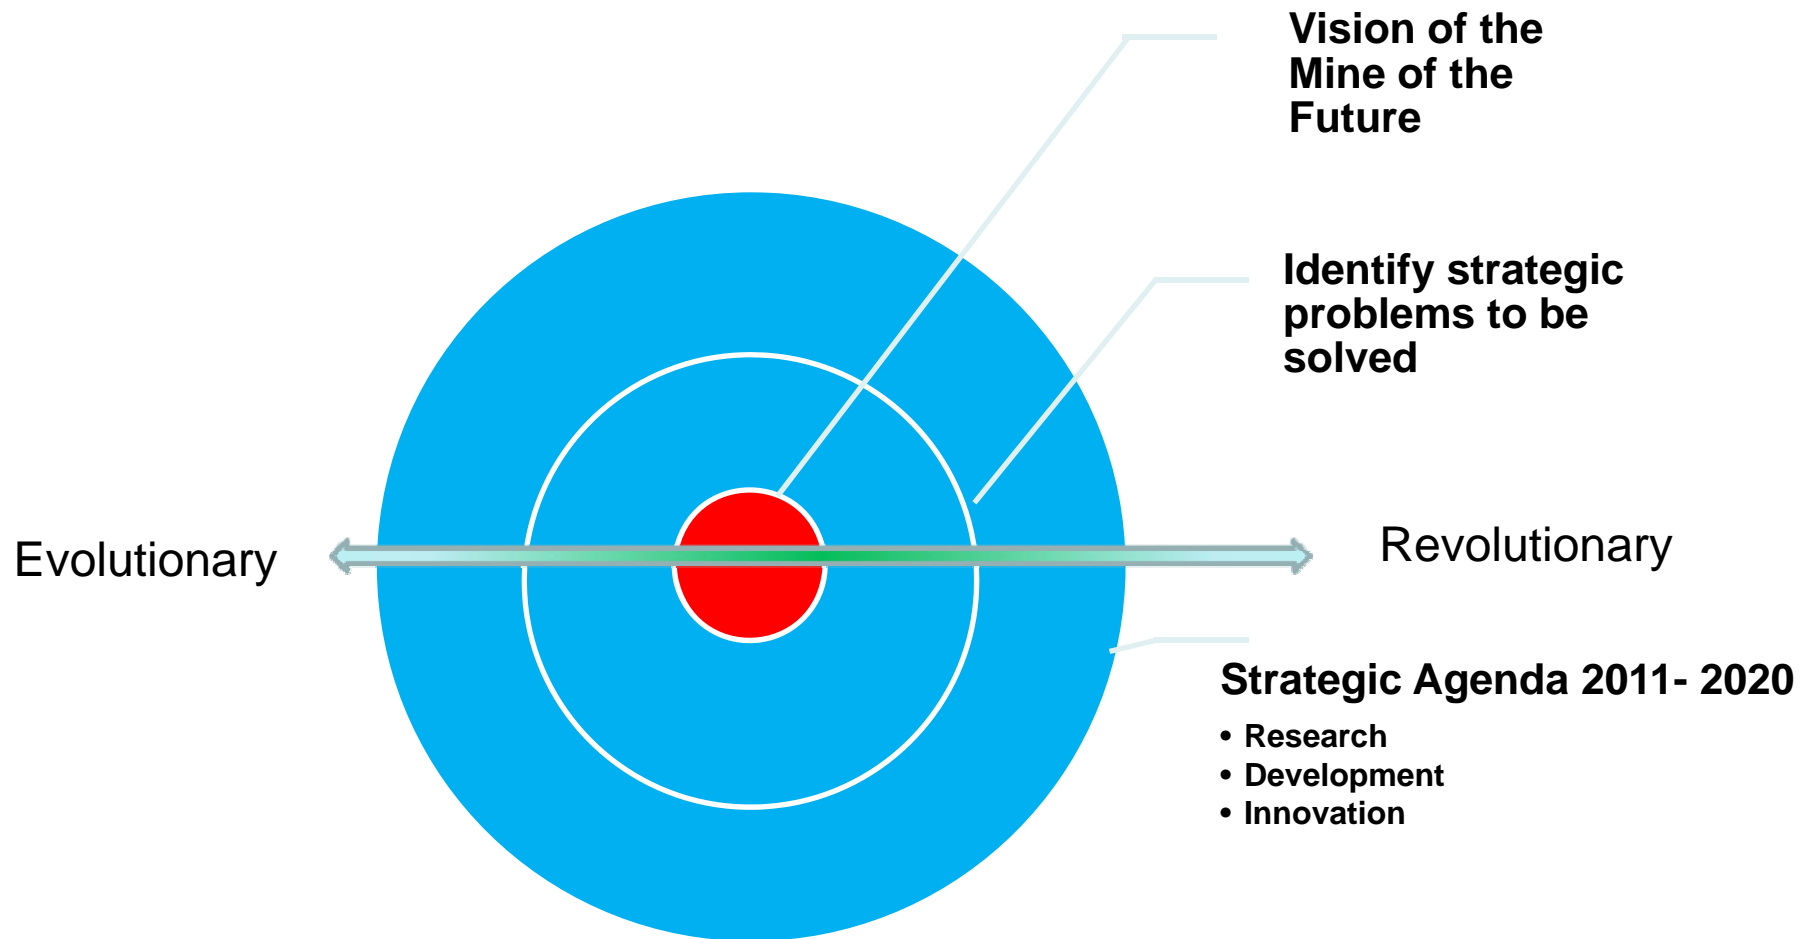 Vision of the
Mine of the
Future
Identify strategic
problems to be
solved
Evolutionary
Revolutionary
Strategic Agenda 2011- 2020
• Research
• Development
• Innovation